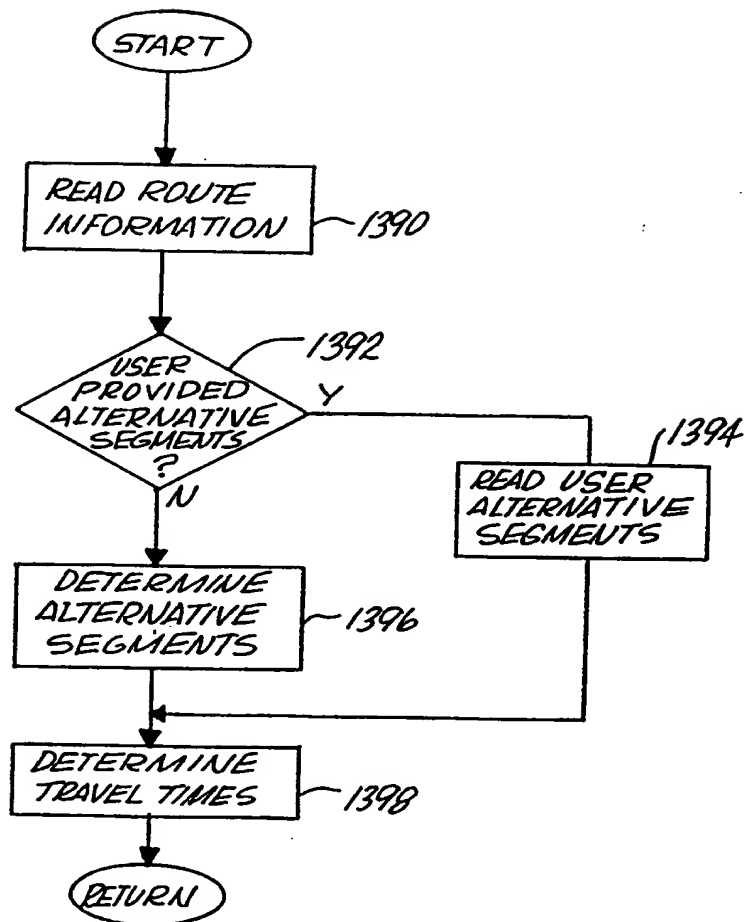 START
READ ROUTE
INFORMATION
1390
1392
USER
PROVIDED
ALTERNATIVE
SEGMENTS
?
Y
N
1394
READ USER
ALTERNATIVE
SEGMENTS
DETERMINE
ALTERNATIVE
SEGMENTS
1396
DETERMINE
TRAVEL TIMES
1398
RETURN